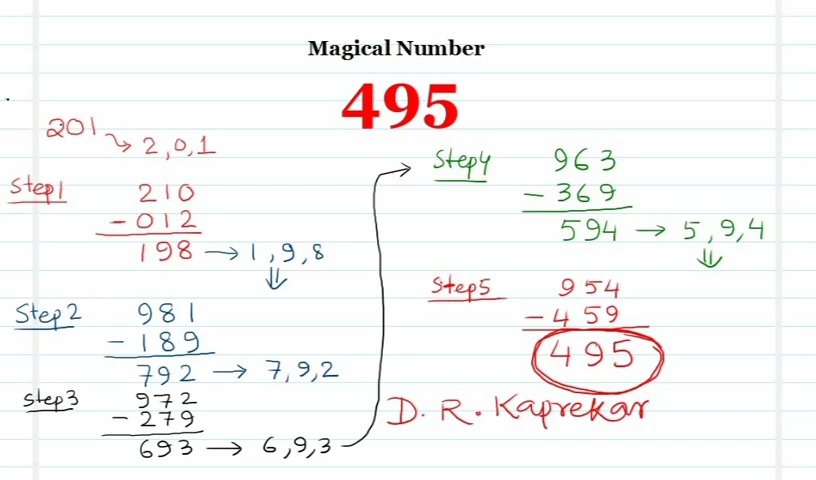 Magical Number
495
201 → 2,0,1
Step1
210
- 012
198 → 1,9,8
⇓
Step2
981
- 189
792 → 7,9,2
Step3
972
- 279
693 → 6,9,3 →
Step4
963
- 369
594 → 5,9,4
⇓
Step5
954
- 459
495
D. R. Kaprekar